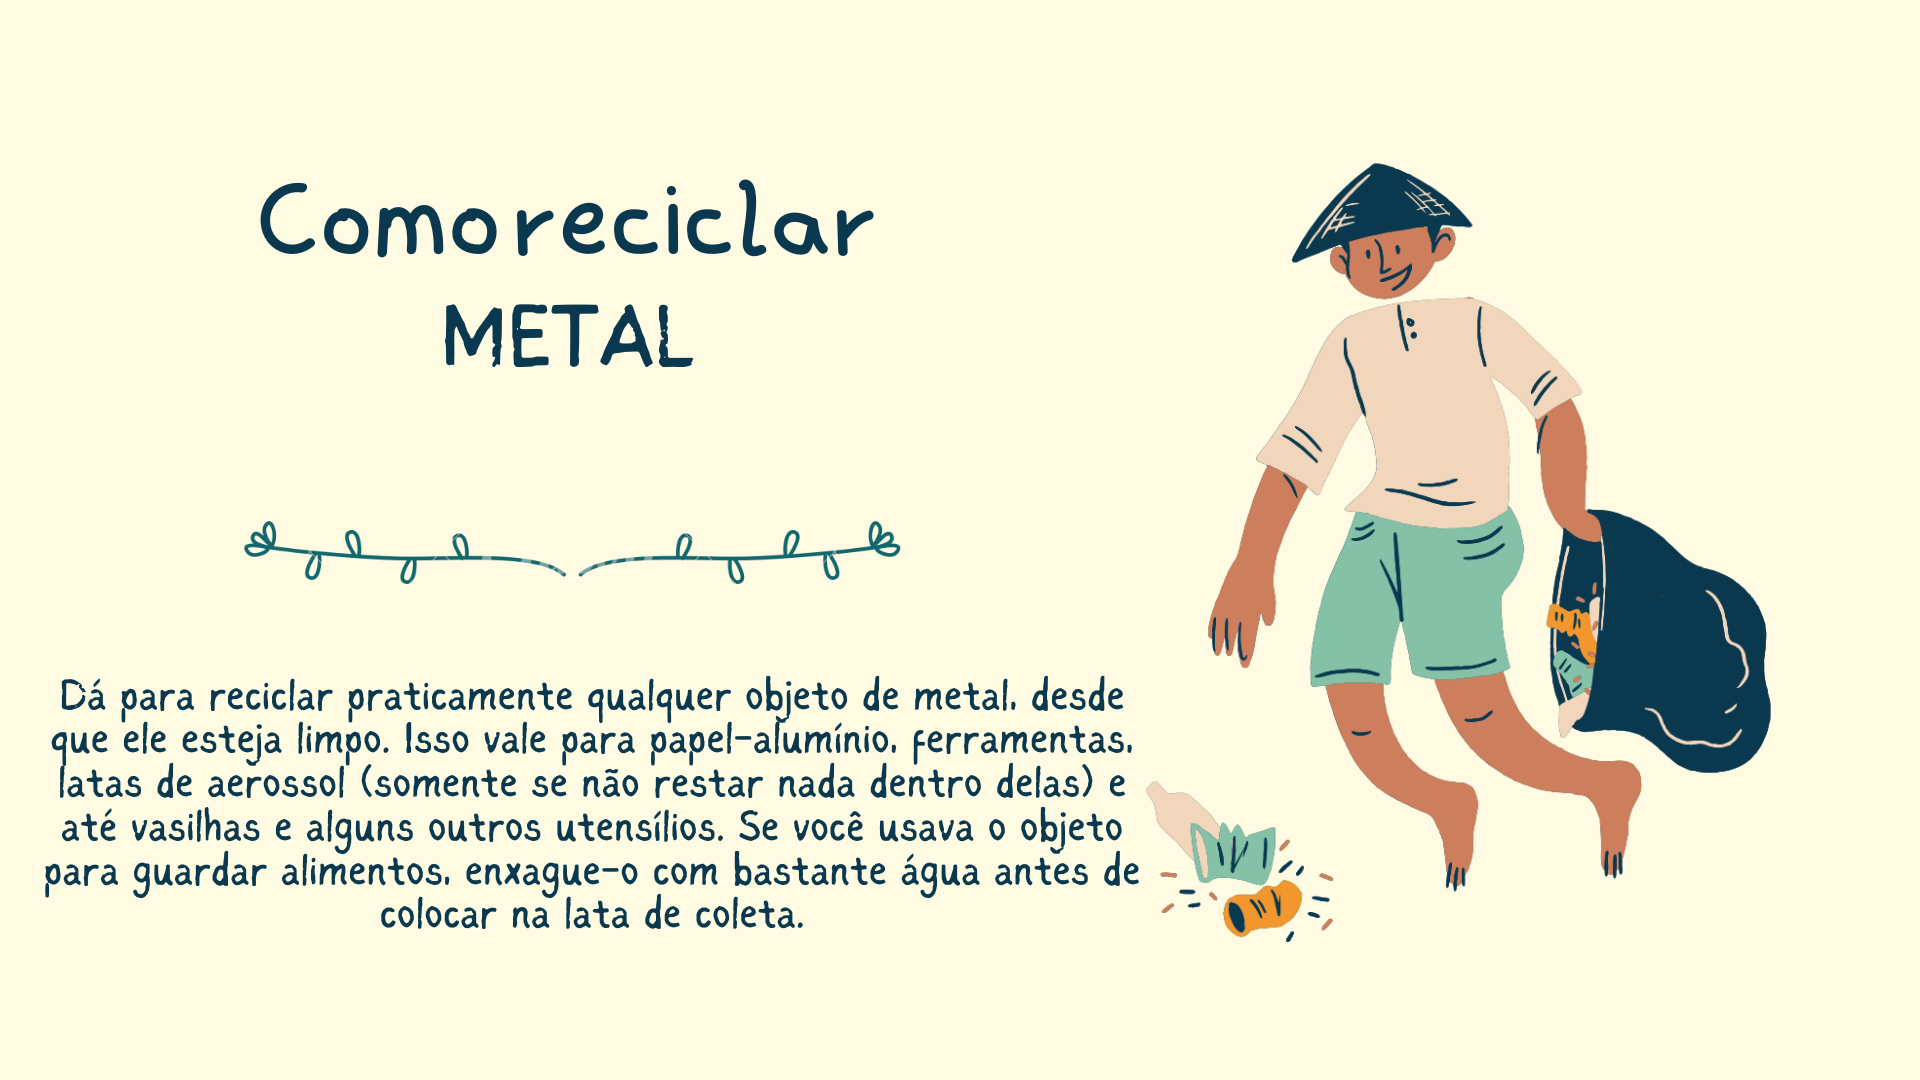 Como reciclar
METAL
Dá para reciclar praticamente qualquer objeto de metal, desde
que ele esteja limpo. Isso vale para papel-alumínio, ferramentas,
latas de aerossol (somente se não restar nada dentro delas) e
até vasilhas e alguns outros utensílios. Se você usava o objeto
para guardar alimentos, enxague-o com bastante água antes de
colocar na lata de coleta.